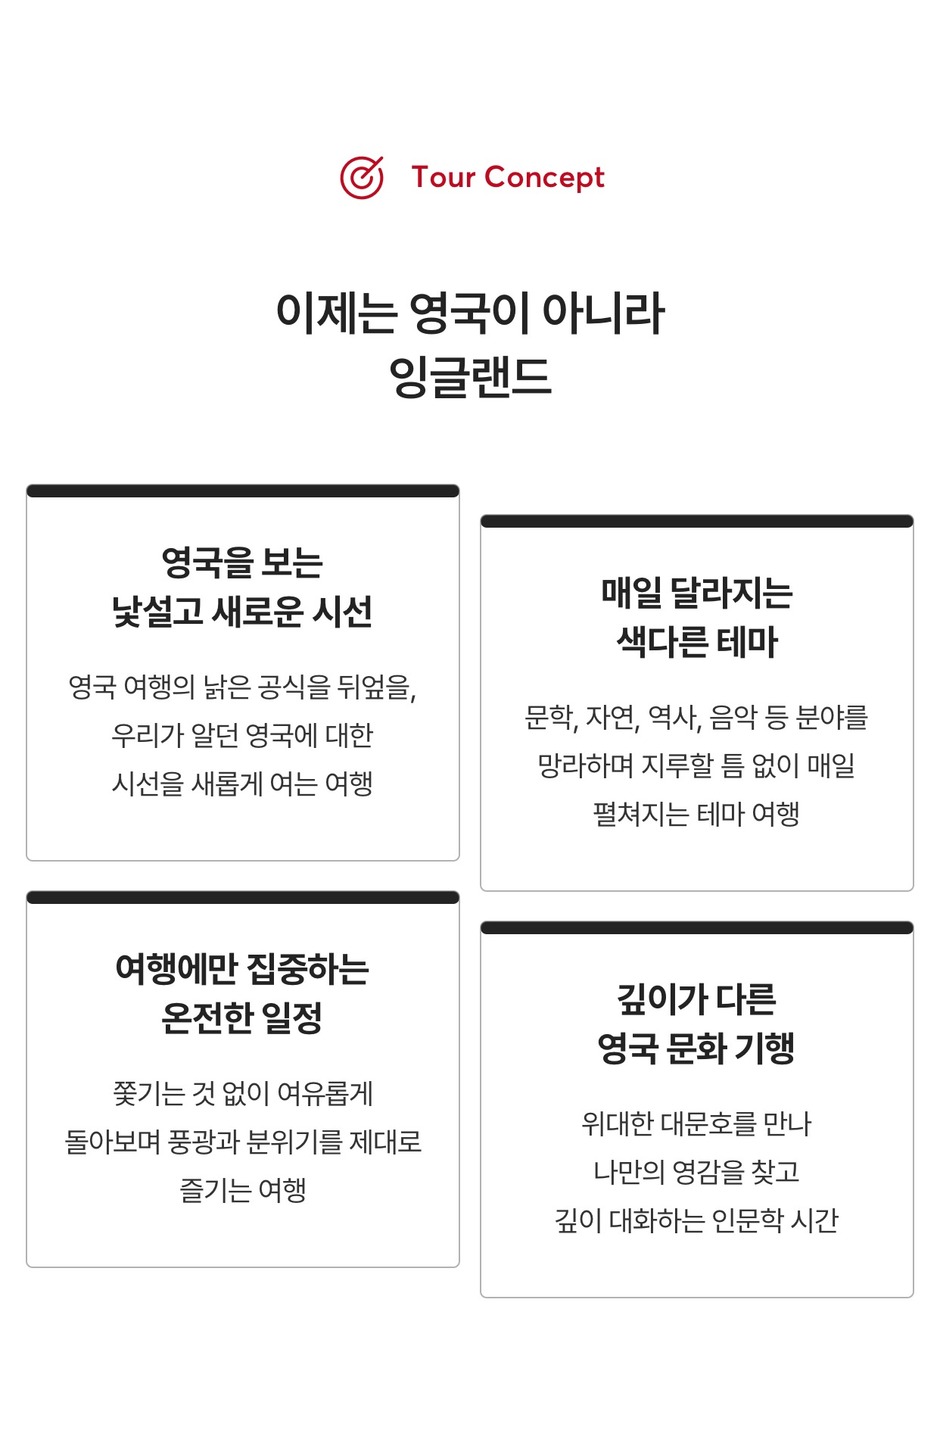 Tour Concept
이제는 영국이 아니라
잉글랜드
영국을 보는
낯설고 새로운 시선
영국 여행의 낡은 공식을 뒤엎을,
우리가 알던 영국에 대한
시선을 새롭게 여는 여행
매일 달라지는
색다른 테마
문학, 자연, 역사, 음악 등 분야를
망라하며 지루할 틈 없이 매일
펼쳐지는 테마 여행
여행에만 집중하는
온전한 일정
쫓기는 것 없이 여유롭게
돌아보며 풍광과 분위기를 제대로
즐기는 여행
깊이가 다른
영국 문화 기행
위대한 대문호를 만나
나만의 영감을 찾고
깊이 대화하는 인문학 시간